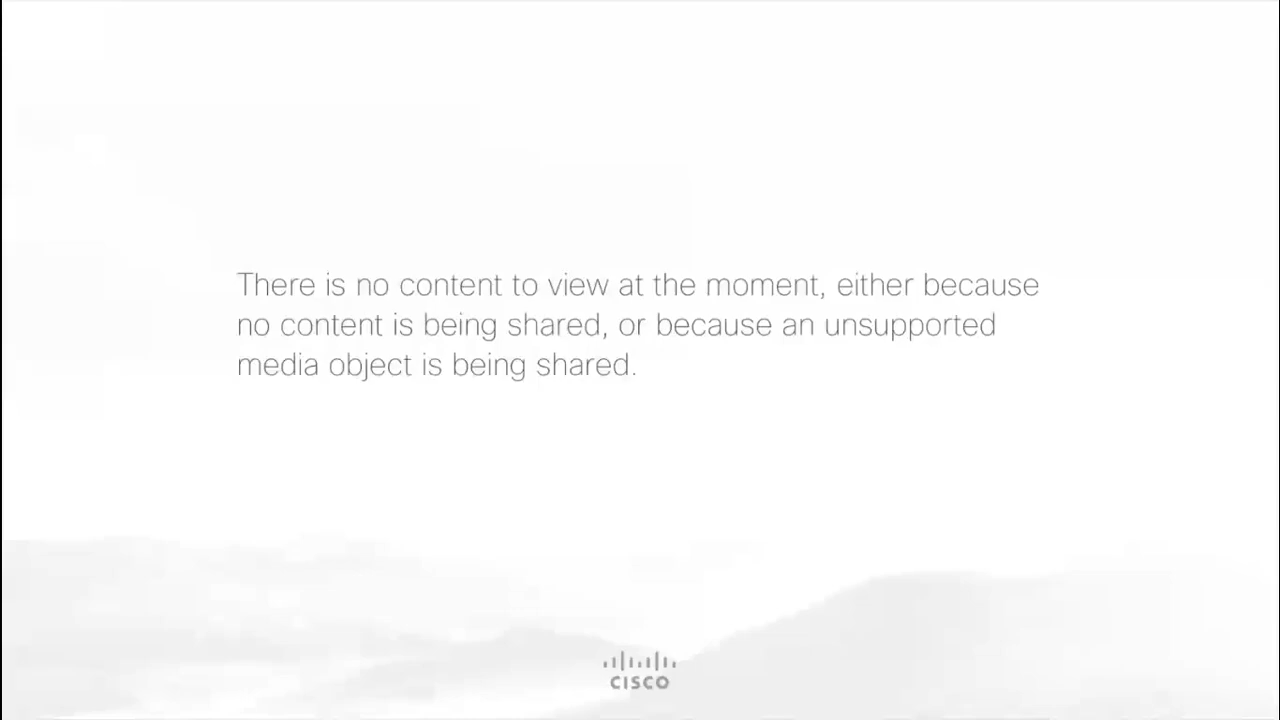 There is no content to view at the moment, either because
no content is being shared, or because an unsupported
media object is being shared.
CISCO